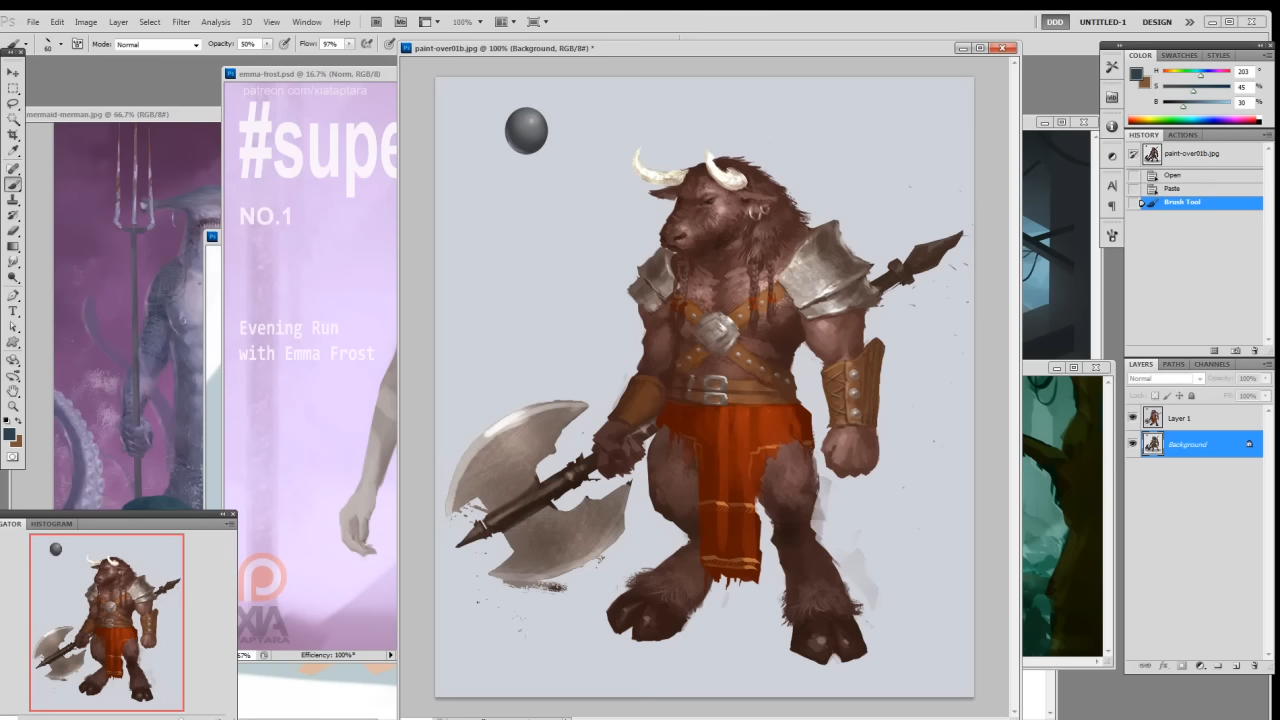 Ps File Edit Image Layer Select Filter Analysis 3D View Window Help Br Mb 100% DDD UNTITLED-1 DESIGN
60 Mode: Normal Opacity: 50% Flow: 97%
paint-over01b.jpg @ 100% (Background, RGB/8#) *
emma-frost.psd @ 16.7% (Norm, RGB/8)
mermaid-merman.jpg @ 66,7% (RGB/8#)
patreon.com/xiataptara
#supe
NO.1
Evening Run
with Emma Frost
XIA
APTARA
67% Efficiency: 100%*
GATOR HISTOGRAM
COLOR SWATCHES STYLES
H 203 °
S 45 %
B 30 %
HISTORY ACTIONS
paint-over01b.jpg
Open
Paste
Brush Tool
LAYERS PATHS CHANNELS
Normal Opacity: 100%
Lock: Fill: 100%
Layer 1
Background